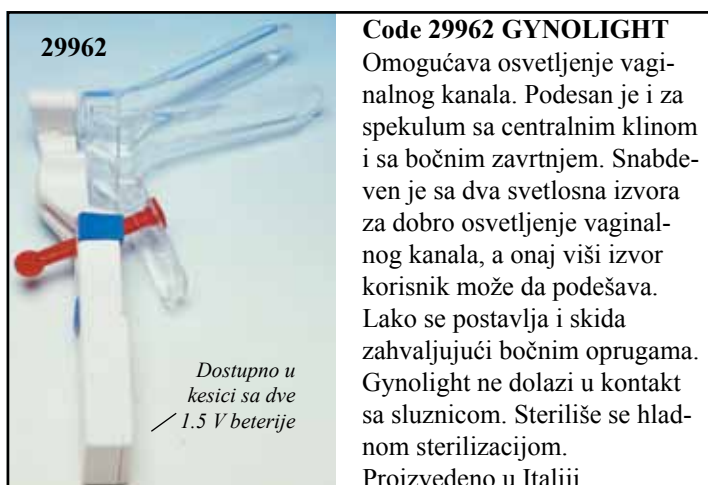 29962
Dostupno u
kesici sa dve
1.5 V beterije
Code 29962 GYNOLIGHT
Omogućava osvetljenje vagi-
nalnog kanala. Podesan je i za
spekulum sa centralnim klinom
i sa bočnim zavrtnjem. Snabde-
ven je sa dva svetlosna izvora
za dobro osvetljenje vaginal-
nog kanala, a onaj viši izvor
korisnik može da podešava.
Lako se postavlja i skida
zahvaljujući bočnim oprugama.
Gynolight ne dolazi u kontakt
sa sluznicom. Steriliše se hlad-
nom sterilizacijom.
Proizvedeno u Italiji